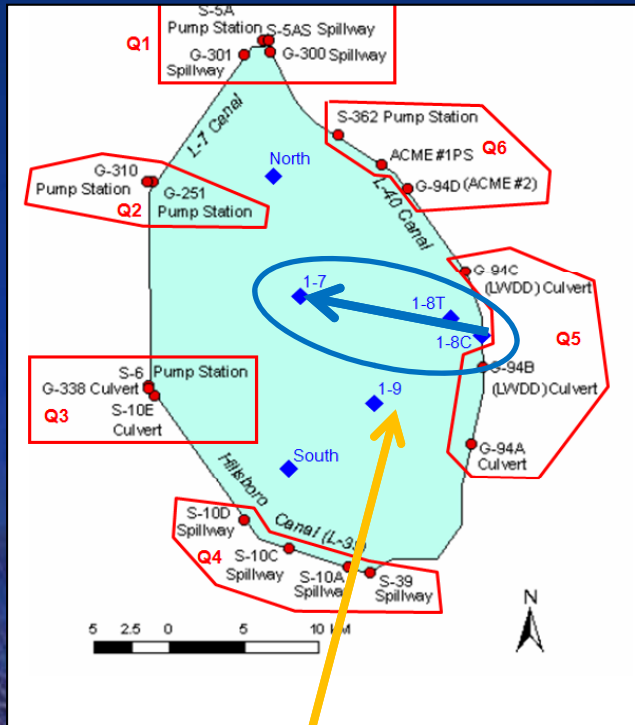 S-5A
Pump Station
S-5AS Spillway
Q1
G-301
Spillway
G-300 Spillway
L-7 Canal
S-362 Pump Station
ACME #1PS
Q6
G-94D (ACME #2)
L-40 Canal
North
G-310
Pump Station
G-251
Pump Station
Q2
G-94C
(LWDD) Culvert
1-7
1-8T
1-8C
Q5
G-94B
(LWDD) Culvert
S-6 Pump Station
G-338 Culvert
S-10E
Culvert
Q3
1-9
G-94A
Culvert
South
Hillsboro
Canal (L-39)
S-10D
Spillway
Q4
S-10C
Spillway
S-10A
Spillway
S-39
Spillway
N
5 2.5 0 5 10 KM